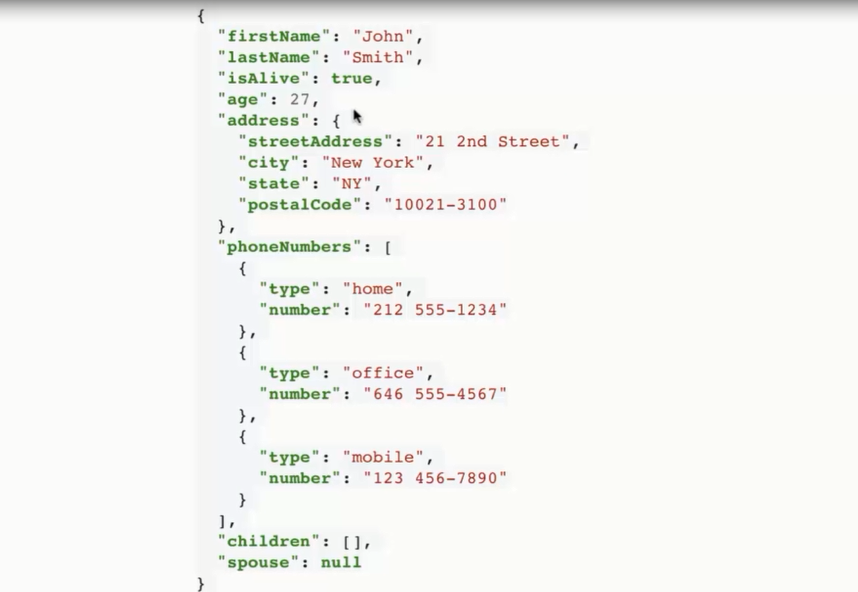 {
  "firstName": "John",
  "lastName": "Smith",
  "isAlive": true,
  "age": 27,
  "address": {
    "streetAddress": "21 2nd Street",
    "city": "New York",
    "state": "NY",
    "postalCode": "10021-3100"
  },
  "phoneNumbers": [
    {
      "type": "home",
      "number": "212 555-1234"
    },
    {
      "type": "office",
      "number": "646 555-4567"
    },
    {
      "type": "mobile",
      "number": "123 456-7890"
    }
  ],
  "children": [],
  "spouse": null
}